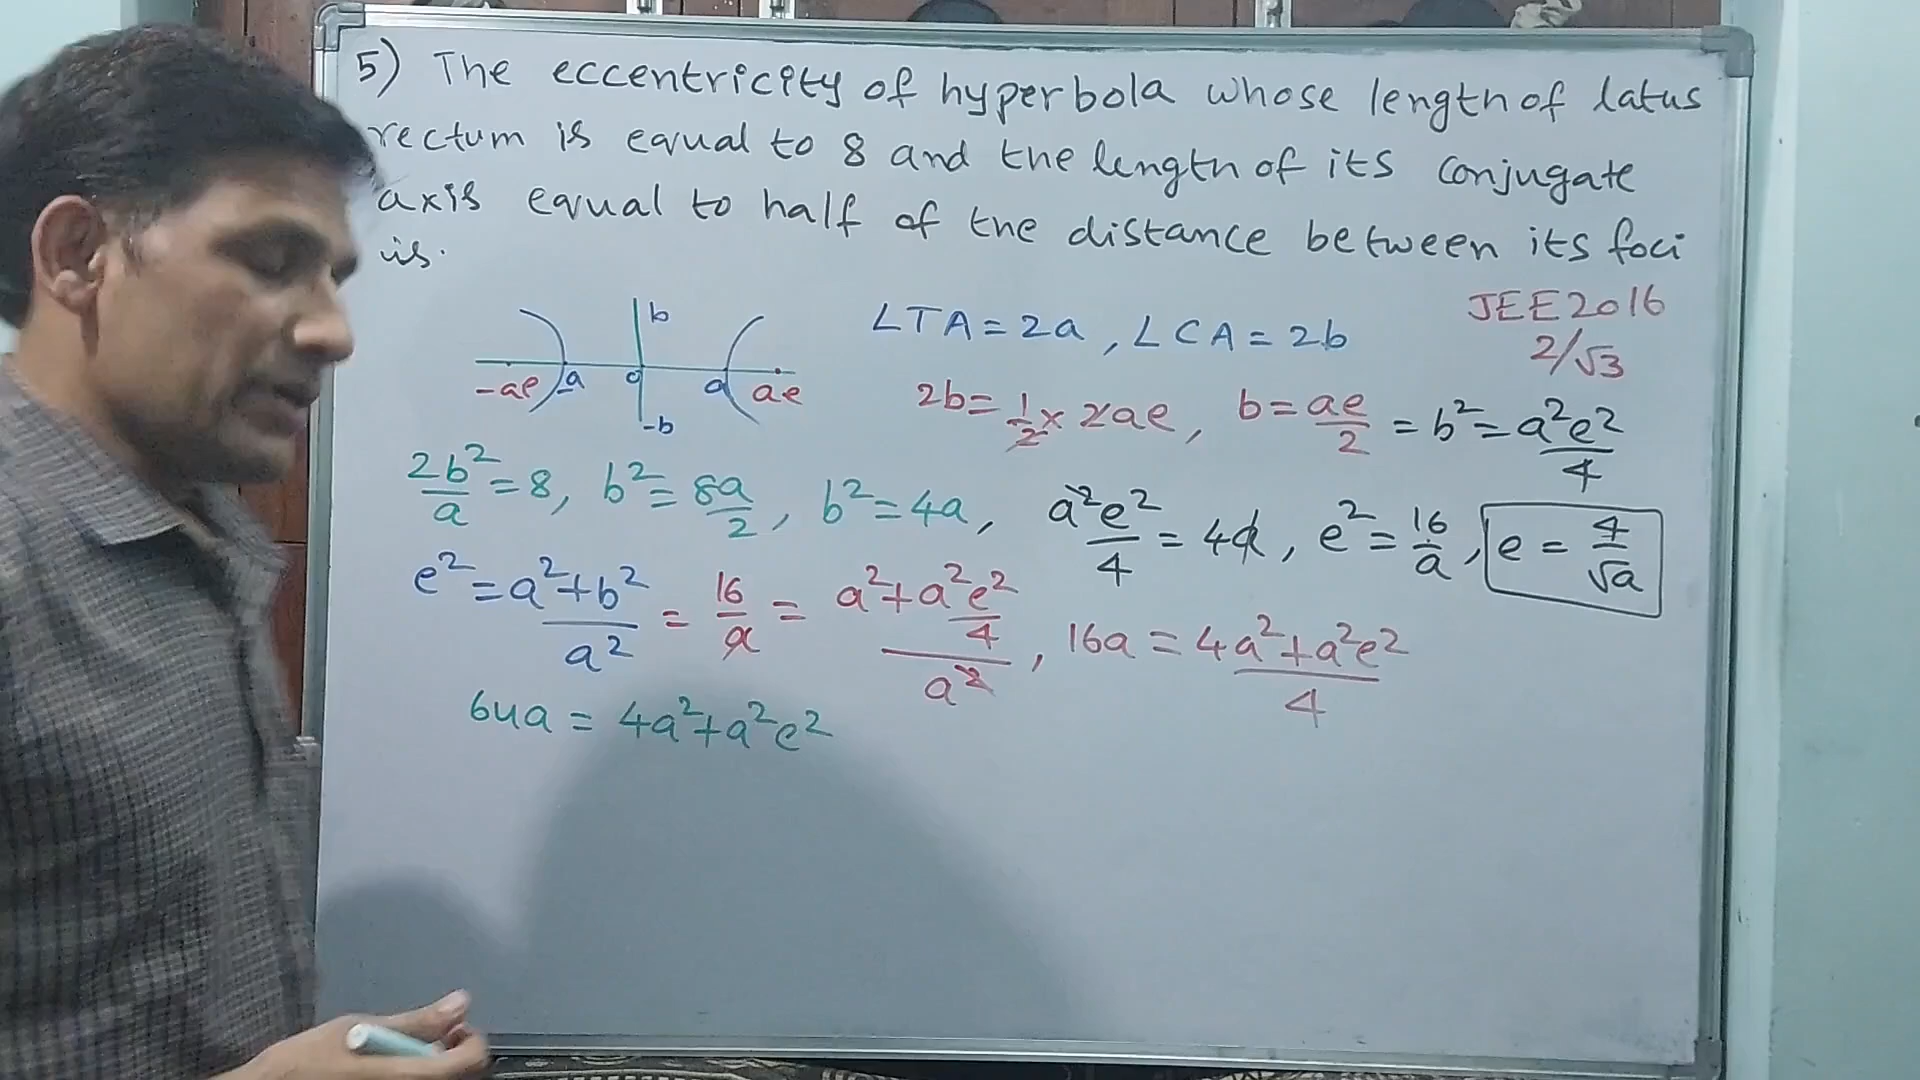 5) The eccentricity of hyperbola whose length of latus
rectum is equal to 8 and the length of its conjugate
axis equal to half of the distance between its foci
is.
JEE 2016
2/√3
b
-ae -a o a ae
-b
LTA = 2a , LCA = 2b
2b = 1/2 × 2ae , b = ae/2 = b² = a²e²/4
2b²/a = 8, b² = 8a/2 , b² = 4a, a²e²/4 = 4a , e² = 16/a , e = 4/√a
e² = a²+b²/a² = 16/a = a²+a²e²/4/a² , 16a = 4a²+a²e²/4
64a = 4a²+a²e²